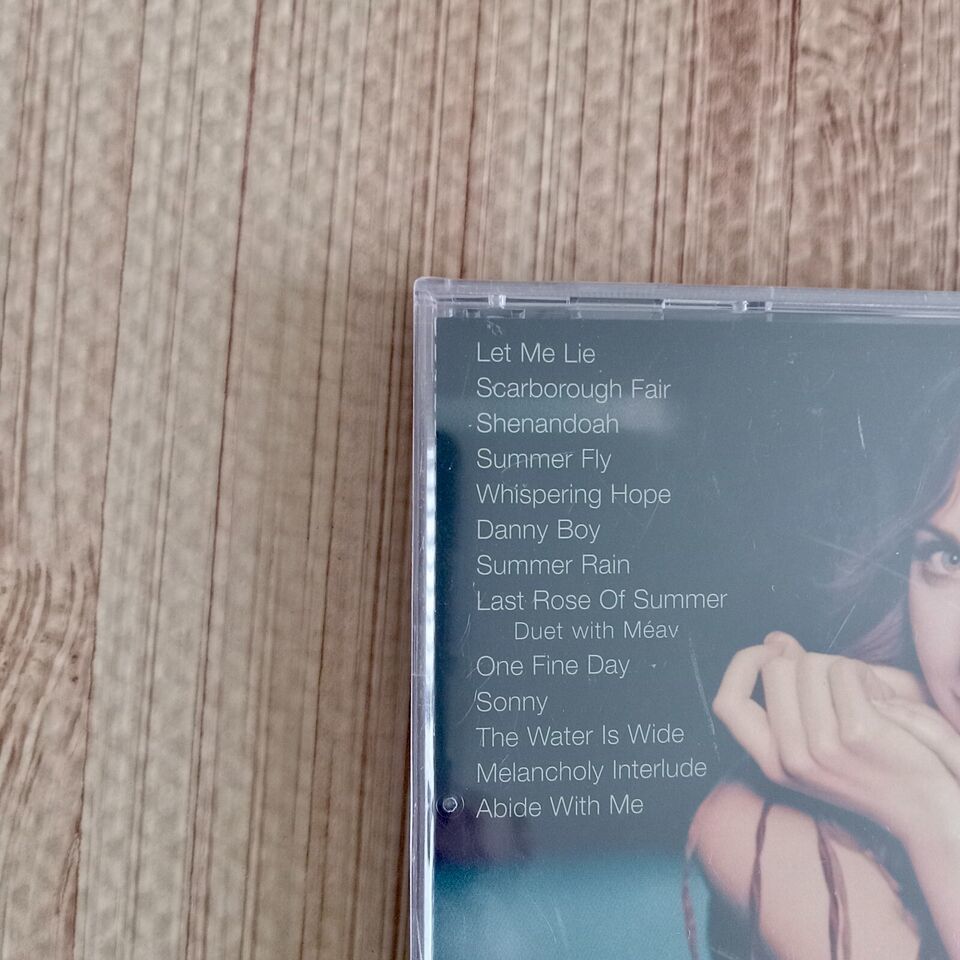 Let Me Lie
Scarborough Fair
Shenandoah
Summer Fly
Whispering Hope
Danny Boy
Summer Rain
Last Rose Of Summer
Duet with Méav
One Fine Day
Sonny
The Water Is Wide
Melancholy Interlude
Abide With Me